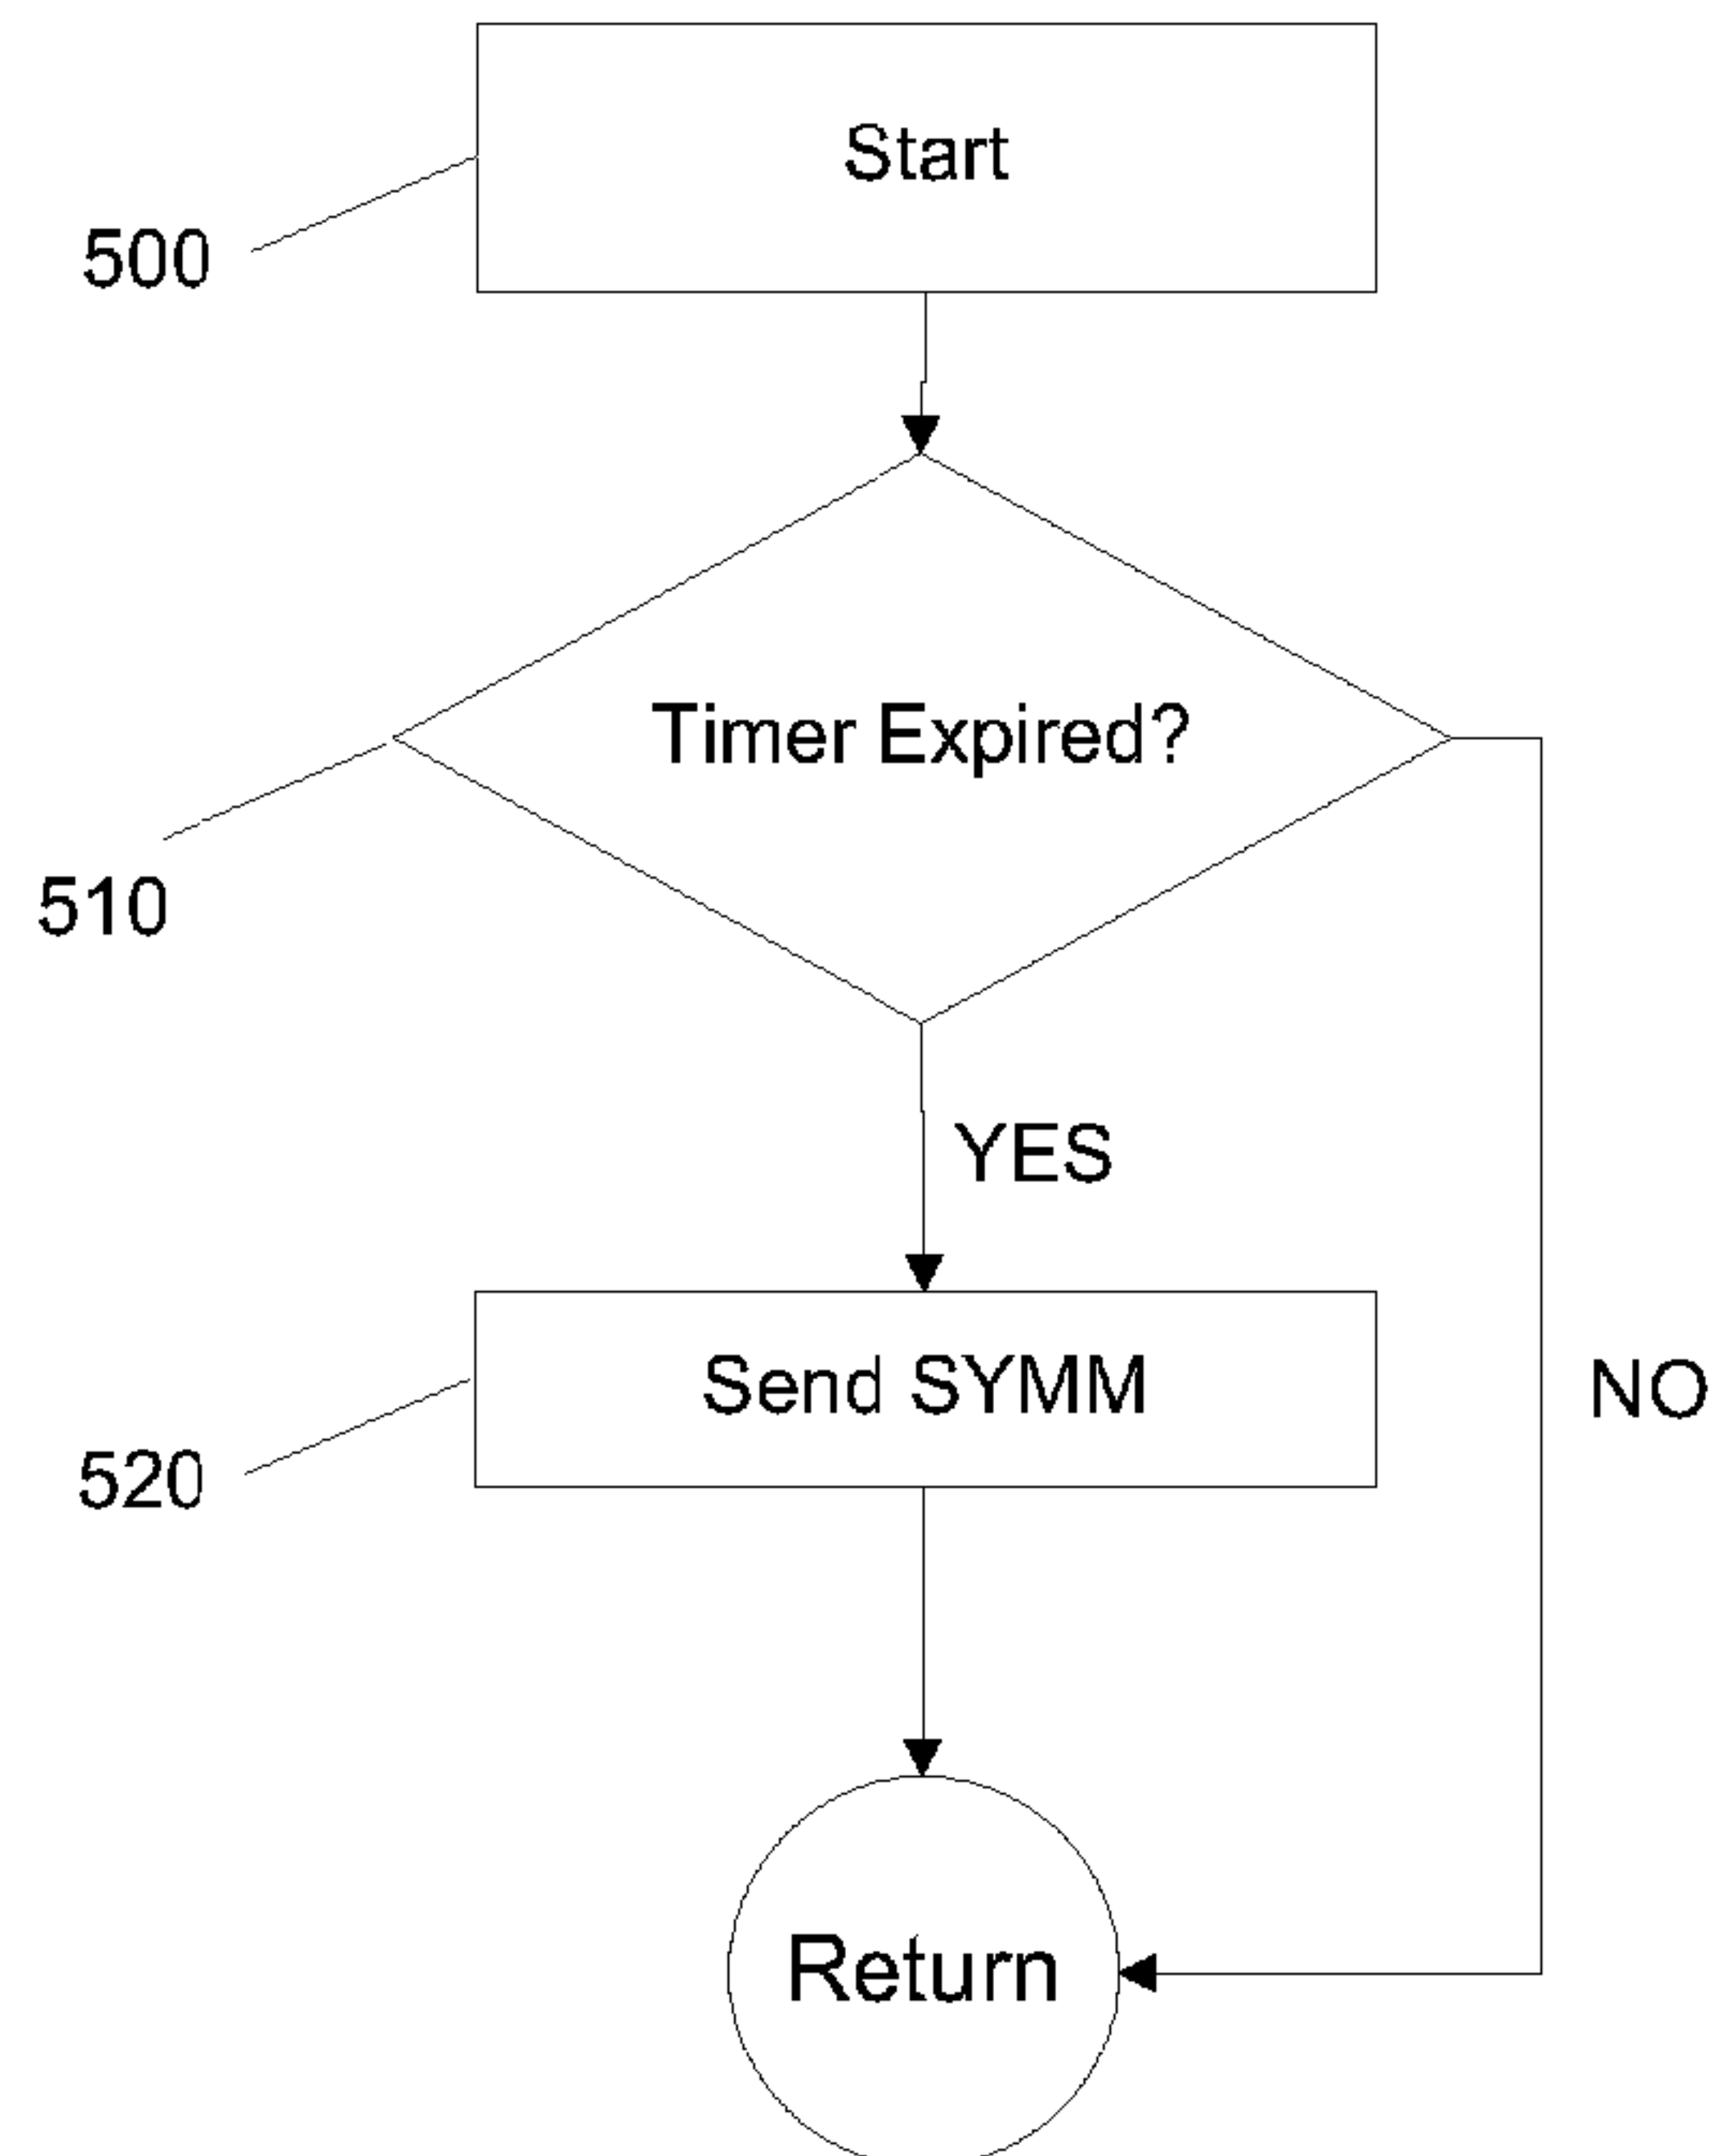 Start
500
Timer Expired?
510
YES
Send SYMM
NO
520
Return